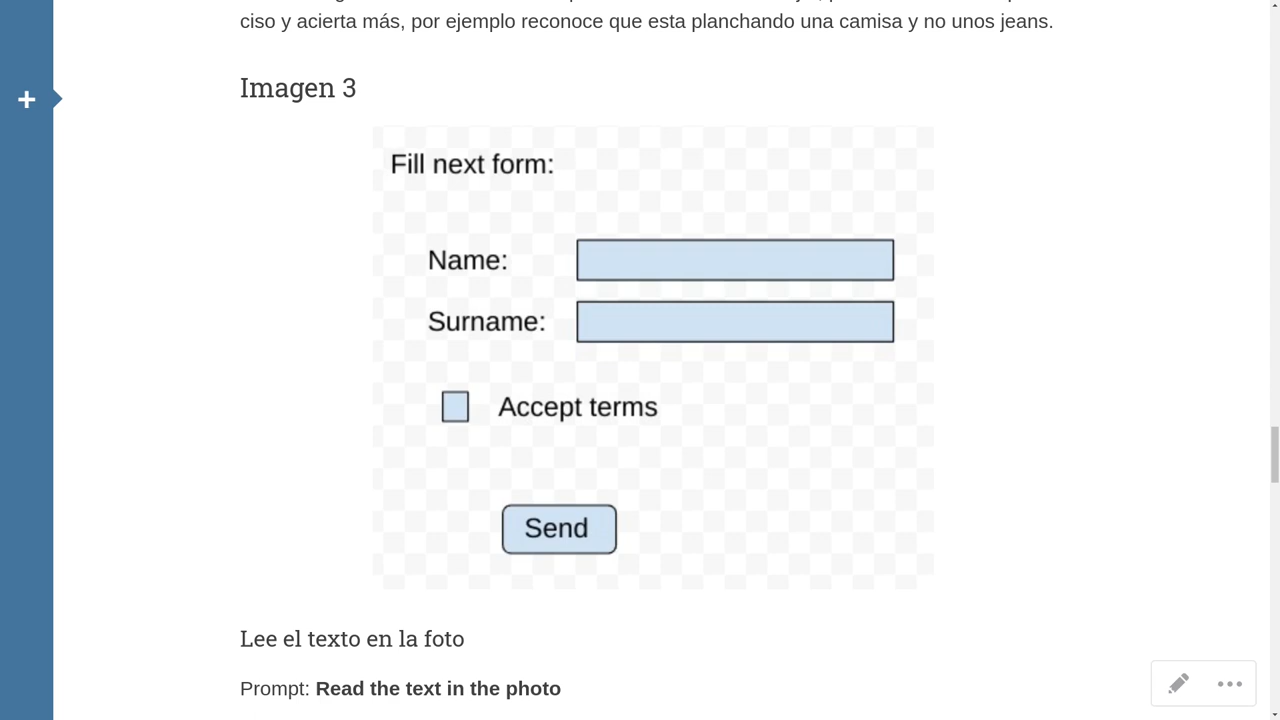 ciso y acierta más, por ejemplo reconoce que esta planchando una camisa y no unos jeans.
Imagen 3
Fill next form:
Name:
Surname:
Accept terms
Send
Lee el texto en la foto
Prompt: Read the text in the photo